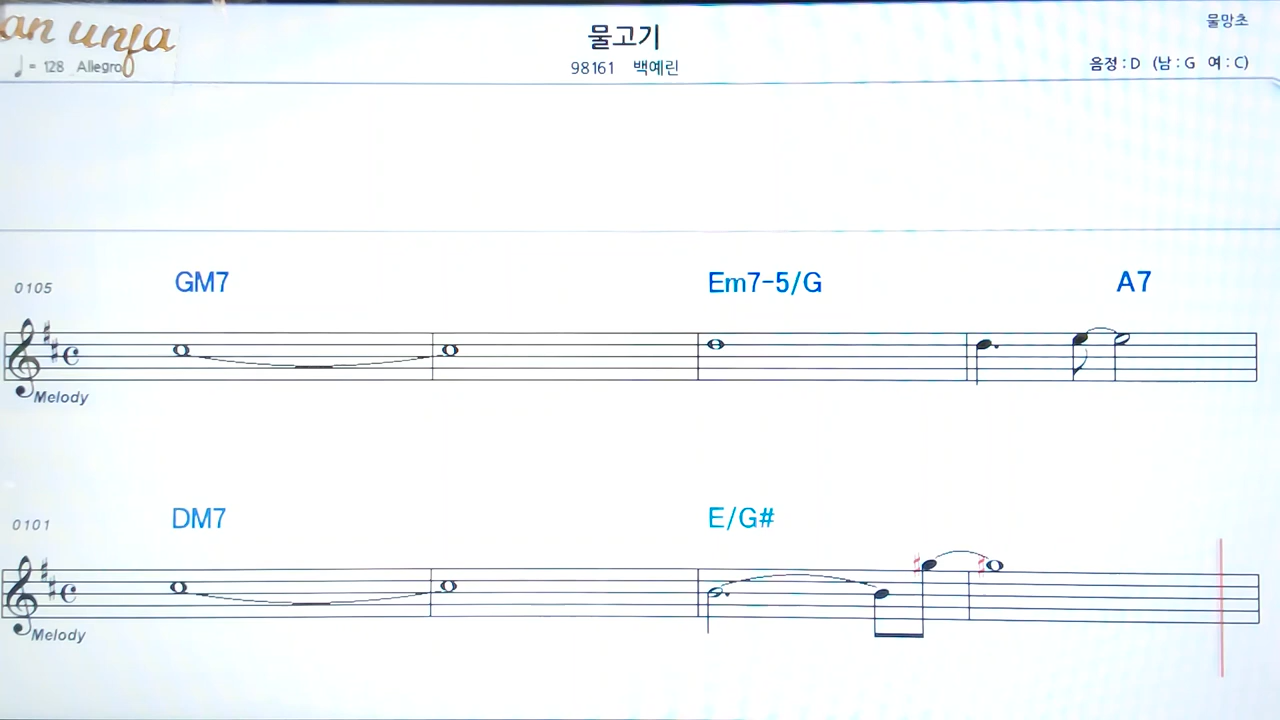 an unfa
♩ = 128 Allegro
물고기
98161 백예린
물망초
음정 : D (남 : G 여 : C)
0105
GM7 Em7-5/G A7
Melody
0101
DM7 E/G#
Melody